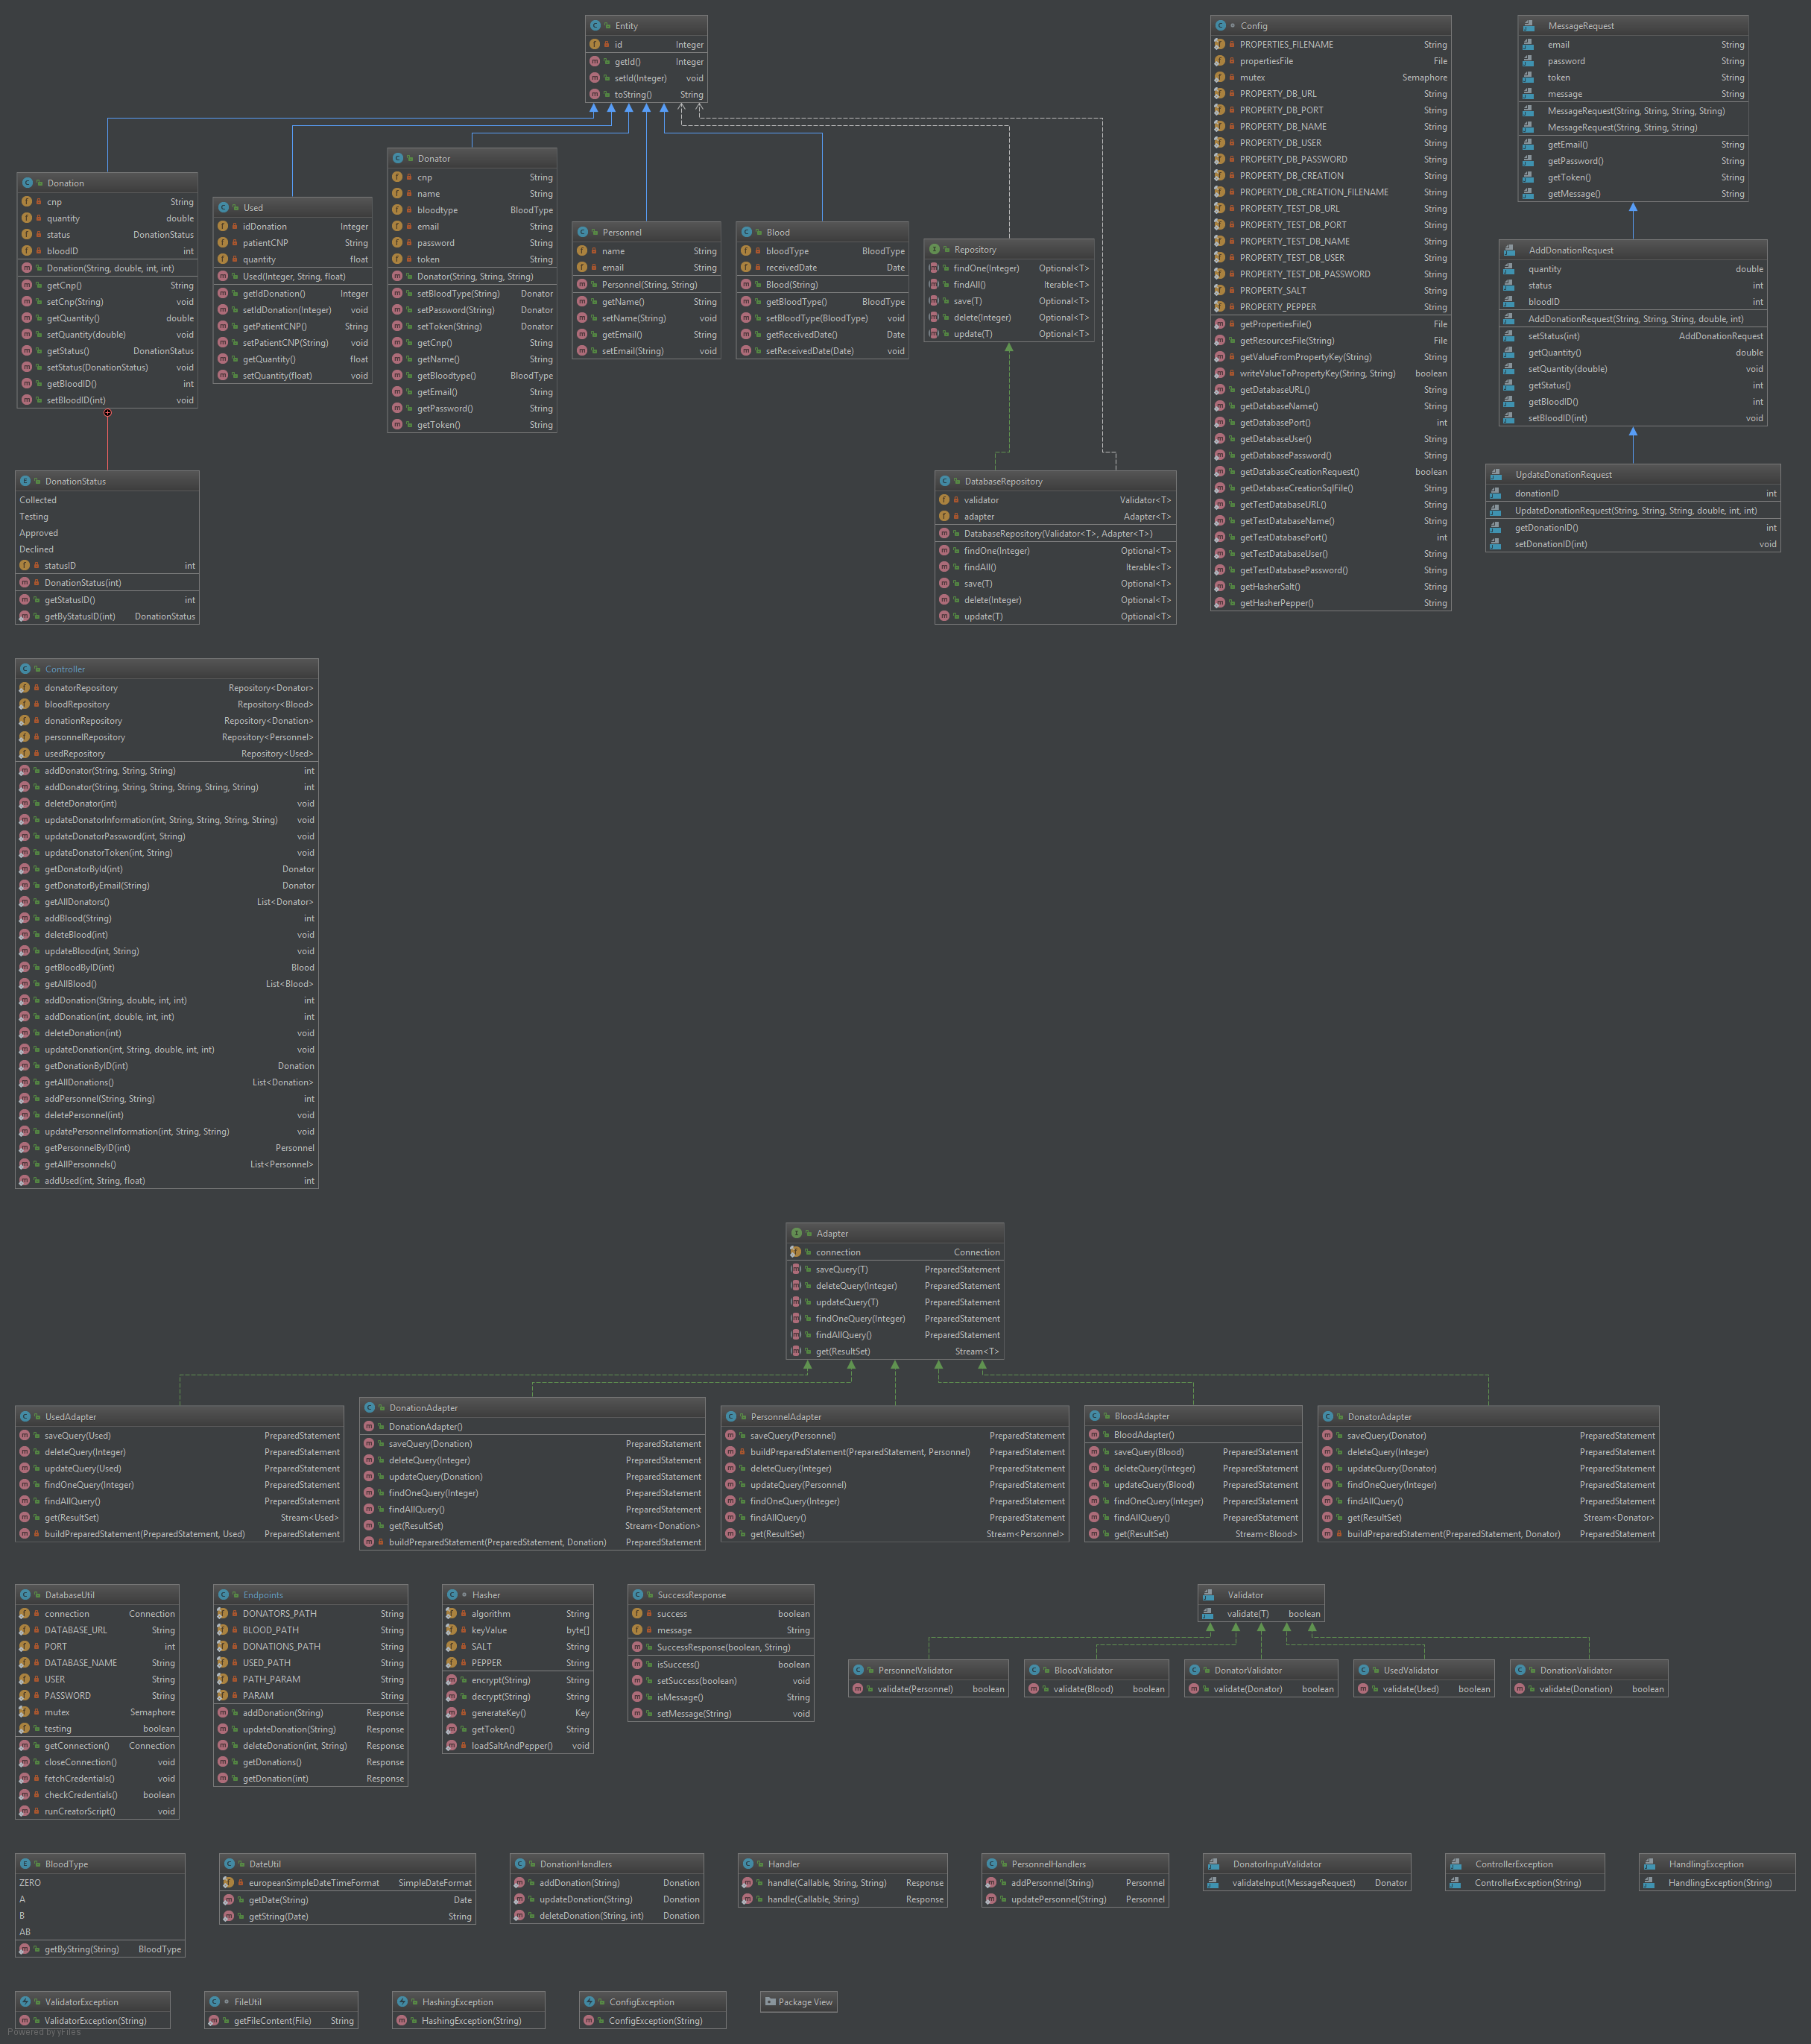 Entity
id Integer
getId() Integer
setId(Integer) void
toString() String
Config
PROPERTIES_FILENAME String
propertiesFile File
mutex Semaphore
PROPERTY_DB_URL String
PROPERTY_DB_PORT String
PROPERTY_DB_NAME String
PROPERTY_DB_USER String
PROPERTY_DB_PASSWORD String
PROPERTY_DB_CREATION String
PROPERTY_DB_CREATION_FILENAME String
PROPERTY_TEST_DB_URL String
PROPERTY_TEST_DB_PORT String
PROPERTY_TEST_DB_NAME String
PROPERTY_TEST_DB_USER String
PROPERTY_TEST_DB_PASSWORD String
PROPERTY_SALT String
PROPERTY_PEPPER String
getPropertiesFile() File
getResourcesFile(String) File
getValueFromPropertyKey(String) String
writeValueToPropertyKey(String, String) boolean
getDatabaseURL() String
getDatabaseName() String
getDatabasePort() int
getDatabaseUser() String
getDatabasePassword() String
getDatabaseCreationRequest() boolean
getDatabaseCreationSqlFile() String
getTestDatabaseURL() String
getTestDatabaseName() String
getTestDatabasePort() int
getTestDatabaseUser() String
getTestDatabasePassword() String
getHasherSalt() String
getHasherPepper() String
MessageRequest
email String
password String
token String
message String
MessageRequest(String, String, String, String)
MessageRequest(String, String, String)
getEmail() String
getPassword() String
getToken() String
getMessage() String
Donation
cnp String
quantity double
status DonationStatus
bloodID int
Donation(String, double, int, int)
getCnp() String
setCnp(String) void
getQuantity() double
setQuantity(double) void
getStatus() DonationStatus
setStatus(DonationStatus) void
getBloodID() int
setBloodID(int) void
Used
idDonation Integer
patientCNP String
quantity float
Used(Integer, String, float)
getIdDonation() Integer
setIdDonation(Integer) void
getPatientCNP() String
setPatientCNP(String) void
getQuantity() float
setQuantity(float) void
Donator
cnp String
name String
bloodtype BloodType
email String
password String
token String
Donator(String, String, String)
setBloodType(String) Donator
setPassword(String) Donator
setToken(String) Donator
getCnp() String
getName() String
getBloodtype() BloodType
getEmail() String
getPassword() String
getToken() String
Personnel
name String
email String
Personnel(String, String)
getName() String
setName(String) void
getEmail() String
setEmail(String) void
Blood
bloodType BloodType
receivedDate Date
Blood(String)
getBloodType() BloodType
setBloodType(BloodType) void
getReceivedDate() Date
setReceivedDate(Date) void
Repository
findOne(Integer) Optional<T>
findAll() Iterable<T>
save(T) Optional<T>
delete(Integer) Optional<T>
update(T) Optional<T>
AddDonationRequest
quantity double
status int
bloodID int
AddDonationRequest(String, String, String, double, int)
setStatus(int) AddDonationRequest
getQuantity() double
setQuantity(double) void
getStatus() int
getBloodID() int
setBloodID(int) void
DonationStatus
Collected
Testing
Approved
Declined
statusID int
DonationStatus(int)
getStatusID() int
getByStatusID(int) DonationStatus
DatabaseRepository
validator Validator<T>
adapter Adapter<T>
DatabaseRepository(Validator<T>, Adapter<T>)
findOne(Integer) Optional<T>
findAll() Iterable<T>
save(T) Optional<T>
delete(Integer) Optional<T>
update(T) Optional<T>
UpdateDonationRequest
donationID int
UpdateDonationRequest(String, String, String, double, int, int)
getDonationID() int
setDonationID(int) void
Controller
donatorRepository Repository<Donator>
bloodRepository Repository<Blood>
donationRepository Repository<Donation>
personnelRepository Repository<Personnel>
usedRepository Repository<Used>
addDonator(String, String, String) int
addDonator(String, String, String, String, String, String) int
deleteDonator(int) void
updateDonatorInformation(int, String, String, String, String) void
updateDonatorPassword(int, String) void
updateDonatorToken(int, String) void
getDonatorById(int) Donator
getDonatorByEmail(String) Donator
getAllDonators() List<Donator>
addBlood(String) int
deleteBlood(int) void
updateBlood(int, String) void
getBloodByID(int) Blood
getAllBlood() List<Blood>
addDonation(String, double, int, int) int
addDonation(int, double, int, int) int
deleteDonation(int) void
updateDonation(int, String, double, int, int) void
getDonationByID(int) Donation
getAllDonations() List<Donation>
addPersonnel(String, String) int
deletePersonnel(int) void
updatePersonnelInformation(int, String, String) void
getPersonnelByID(int) Personnel
getAllPersonnels() List<Personnel>
addUsed(int, String, float) int
Adapter
connection Connection
saveQuery(T) PreparedStatement
deleteQuery(Integer) PreparedStatement
updateQuery(T) PreparedStatement
findOneQuery(Integer) PreparedStatement
findAllQuery() PreparedStatement
get(ResultSet) Stream<T>
UsedAdapter
saveQuery(Used) PreparedStatement
deleteQuery(Integer) PreparedStatement
updateQuery(Used) PreparedStatement
findOneQuery(Integer) PreparedStatement
findAllQuery() PreparedStatement
get(ResultSet) Stream<Used>
buildPreparedStatement(PreparedStatement, Used) PreparedStatement
DonationAdapter
DonationAdapter()
saveQuery(Donation) PreparedStatement
deleteQuery(Integer) PreparedStatement
updateQuery(Donation) PreparedStatement
findOneQuery(Integer) PreparedStatement
findAllQuery() PreparedStatement
get(ResultSet) Stream<Donation>
buildPreparedStatement(PreparedStatement, Donation) PreparedStatement
PersonnelAdapter
saveQuery(Personnel) PreparedStatement
buildPreparedStatement(PreparedStatement, Personnel) PreparedStatement
deleteQuery(Integer) PreparedStatement
updateQuery(Personnel) PreparedStatement
findOneQuery(Integer) PreparedStatement
findAllQuery() PreparedStatement
get(ResultSet) Stream<Personnel>
BloodAdapter
BloodAdapter()
saveQuery(Blood) PreparedStatement
deleteQuery(Integer) PreparedStatement
updateQuery(Blood) PreparedStatement
findOneQuery(Integer) PreparedStatement
findAllQuery() PreparedStatement
get(ResultSet) Stream<Blood>
DonatorAdapter
saveQuery(Donator) PreparedStatement
deleteQuery(Integer) PreparedStatement
updateQuery(Donator) PreparedStatement
findOneQuery(Integer) PreparedStatement
findAllQuery() PreparedStatement
get(ResultSet) Stream<Donator>
buildPreparedStatement(PreparedStatement, Donator) PreparedStatement
DatabaseUtil
connection Connection
DATABASE_URL String
PORT int
DATABASE_NAME String
USER String
PASSWORD String
mutex Semaphore
testing boolean
getConnection() Connection
closeConnection() void
fetchCredentials() void
checkCredentials() boolean
runCreatorScript() void
Endpoints
DONATORS_PATH String
BLOOD_PATH String
DONATIONS_PATH String
USED_PATH String
PATH_PARAM String
PARAM String
addDonation(String) Response
updateDonation(String) Response
deleteDonation(int, String) Response
getDonations() Response
getDonation(int) Response
Hasher
algorithm String
keyValue byte[]
SALT String
PEPPER String
encrypt(String) String
decrypt(String) String
generateKey() Key
getToken() String
loadSaltAndPepper() void
SuccessResponse
success boolean
message String
SuccessResponse(boolean, String)
isSuccess() boolean
setSuccess(boolean) void
isMessage() String
setMessage(String) void
Validator
validate(T) boolean
PersonnelValidator
validate(Personnel) boolean
BloodValidator
validate(Blood) boolean
DonatorValidator
validate(Donator) boolean
UsedValidator
validate(Used) boolean
DonationValidator
validate(Donation) boolean
BloodType
ZERO
A
B
AB
getByString(String) BloodType
DateUtil
europeanSimpleDateTimeFormat SimpleDateFormat
getDate(String) Date
getString(Date) String
DonationHandlers
addDonation(String) Donation
updateDonation(String) Donation
deleteDonation(String, int) Donation
Handler
handle(Callable, String, String) Response
handle(Callable, String) Response
PersonnelHandlers
addPersonnel(String) Personnel
updatePersonnel(String) Personnel
DonatorInputValidator
validateInput(MessageRequest) Donator
ControllerException
ControllerException(String)
HandlingException
HandlingException(String)
ValidatorException
ValidatorException(String)
FileUtil
getFileContent(File) String
HashingException
HashingException(String)
ConfigException
ConfigException(String)
Package View
Powered by yFiles